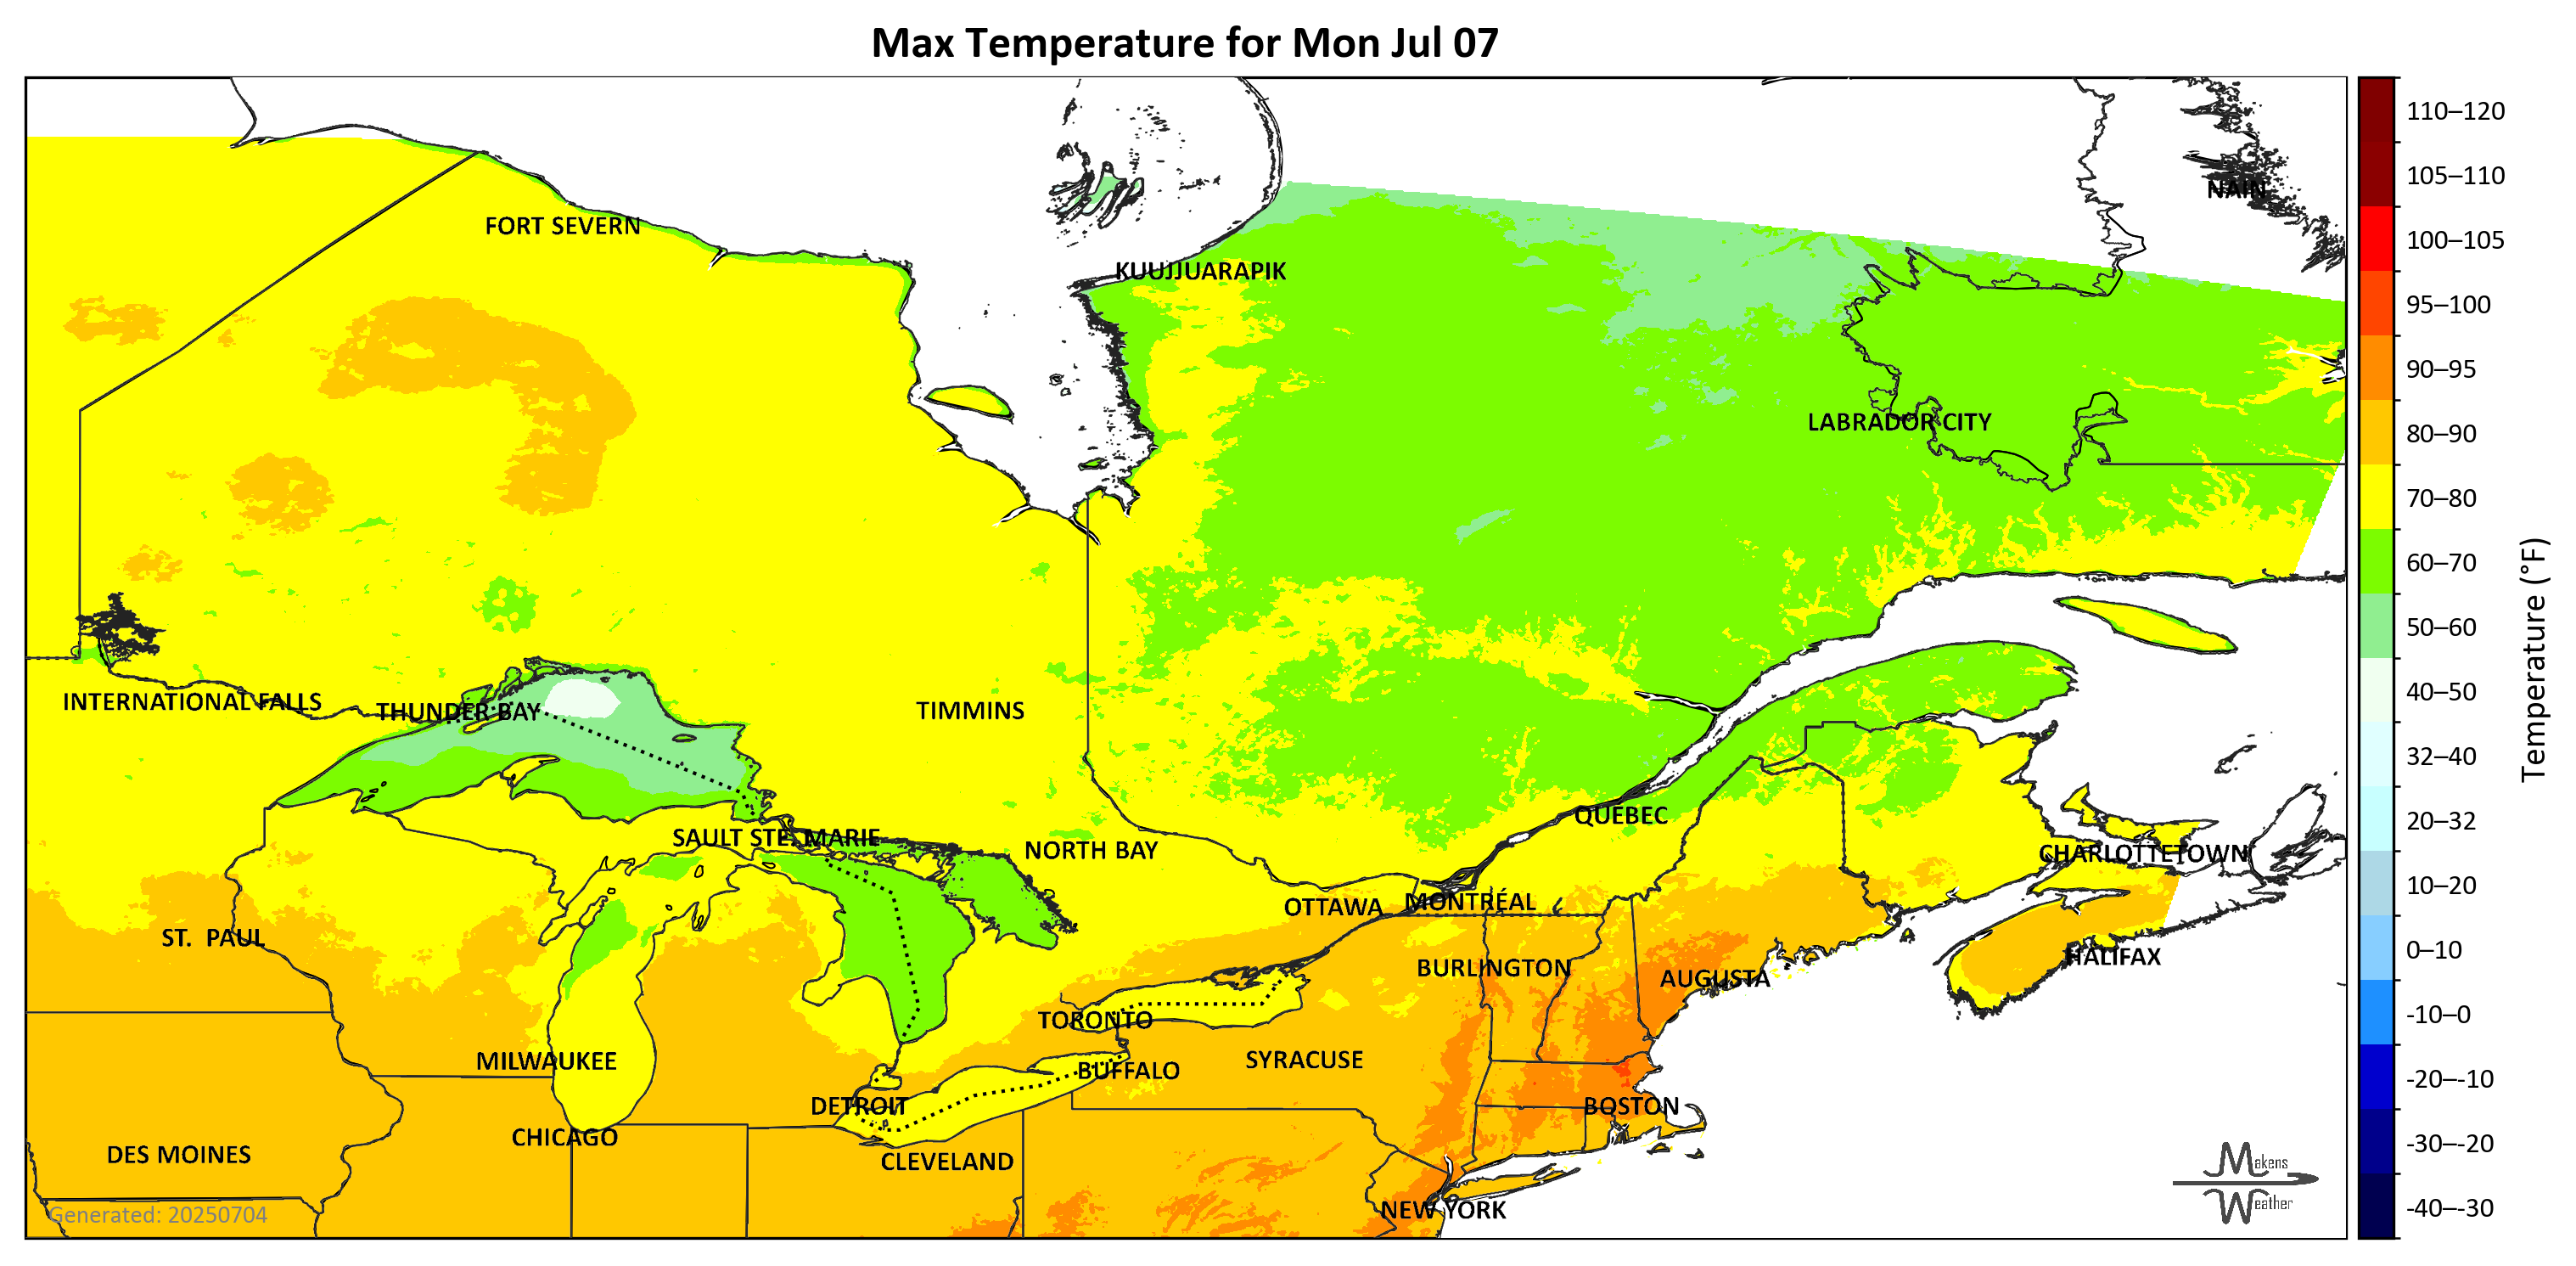 Max Temperature for Mon Jul 07
NAIN
FORT SEVERN
KUUJJUARAPIK
LABRADOR CITY
INTERNATIONAL FALLS
THUNDER BAY
TIMMINS
QUEBEC
SAULT STE. MARIE
NORTH BAY
CHARLOTTETOWN
OTTAWA
MONTRÉAL
ST. PAUL
HALIFAX
BURLINGTON
AUGUSTA
TORONTO
MILWAUKEE
SYRACUSE
BUFFALO
DETROIT
BOSTON
CHICAGO
DES MOINES
CLEVELAND
NEW YORK
Generated: 20250704
Makens
Weather
110–120
105–110
100–105
95–100
90–95
80–90
70–80
60–70
50–60
40–50
32–40
20–32
10–20
0–10
-10–0
-20–-10
-30–-20
-40–-30
Temperature (°F)